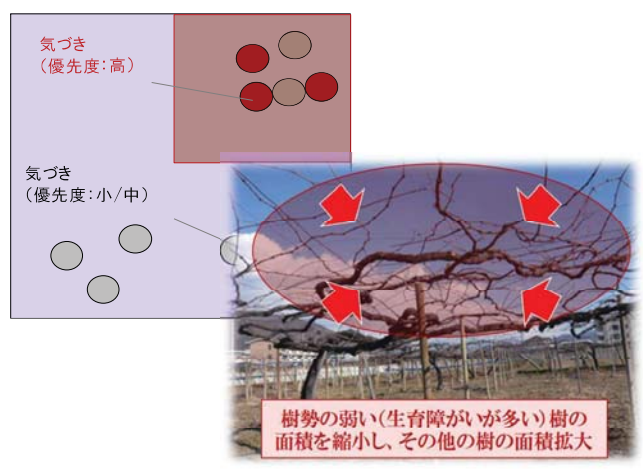 気づき
（優先度：高）
気づき
（優先度：小/中）
樹勢の弱い（生育障がいが多い）樹の
面積を縮小し、その他の樹の面積拡大